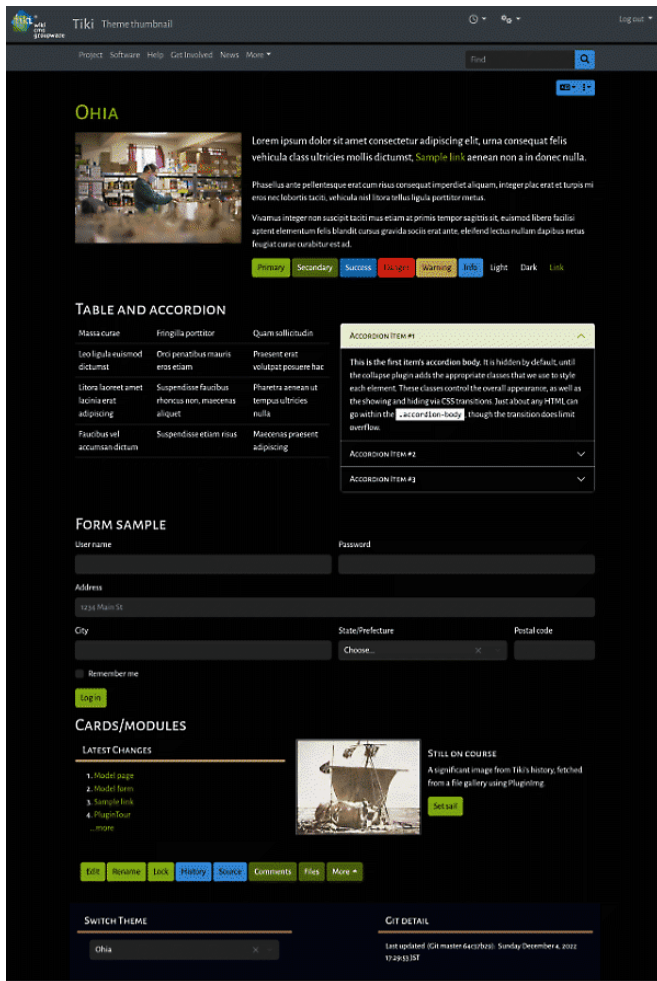 tiki wiki cms groupware
Tiki Theme thumbnail
Log out
Project Software Help Get Involved News More
Find
Ohia
Lorem ipsum dolor sit amet consectetur adipiscing elit, urna consequat felis
vehicula class ultricies mollis dictumst, Sample link aenean non a in donec nulla.
Phasellus ante pellentesque erat cum risus consequat imperdiet aliquam, integer placerat et turpis mi
eros nec lobortis taciti, vehicula nisl litora tellus ligula porttitor metus.
Vivamus integer non suscipit taciti mus etiam at primis tempor sagittis sit, euismod libero facilisi
aptent elementum felis blandit cursus gravida sociis erat ante, eleifend lectus nullam dapibus netus
feugiat curae curabitur est ad.
Primary Secondary Success Danger Warning Info Light Dark Link
Table and accordion
Massa curae Fringilla porttitor Quam sollicitudin
Leo ligula euismod Orci penatibus mauris Praesent erat
dictumst eros etiam volutpat posuere hac
Litora laoreet amet Suspendisse faucibus Pharetra aenean ut
lacinia erat rhoncus non, maecenas tempus ultricies
adipiscing aliquet nulla
Faucibus vel Suspendisse etiam risus Maecenas praesent
accumsan dictum adipiscing
Accordion Item #1
This is the first item's accordion body. It is hidden by default, until
the collapse plugin adds the appropriate classes that we use to style
each element. These classes control the overall appearance, as well as
the showing and hiding via CSS transitions. Just about any HTML can
go within the .accordion-body, though the transition does limit
overflow.
Accordion Item #2
Accordion Item #3
Form sample
User name Password
Address
1234 Main St
City State/Prefecture Postal code
Choose...
Remember me
Log in
Cards/modules
Latest Changes
1. Model page
2. Model form
3. Sample link
4. PluginTour
...more
Still on course
A significant image from Tiki's history, fetched
from a file gallery using PluginImg.
Set sail
Edit Rename Lock History Source Comments Files More
Switch Theme
Ohia
Git detail
Last updated (Git master 64c17b21): Sunday December 4, 2022
17:29:53 JST